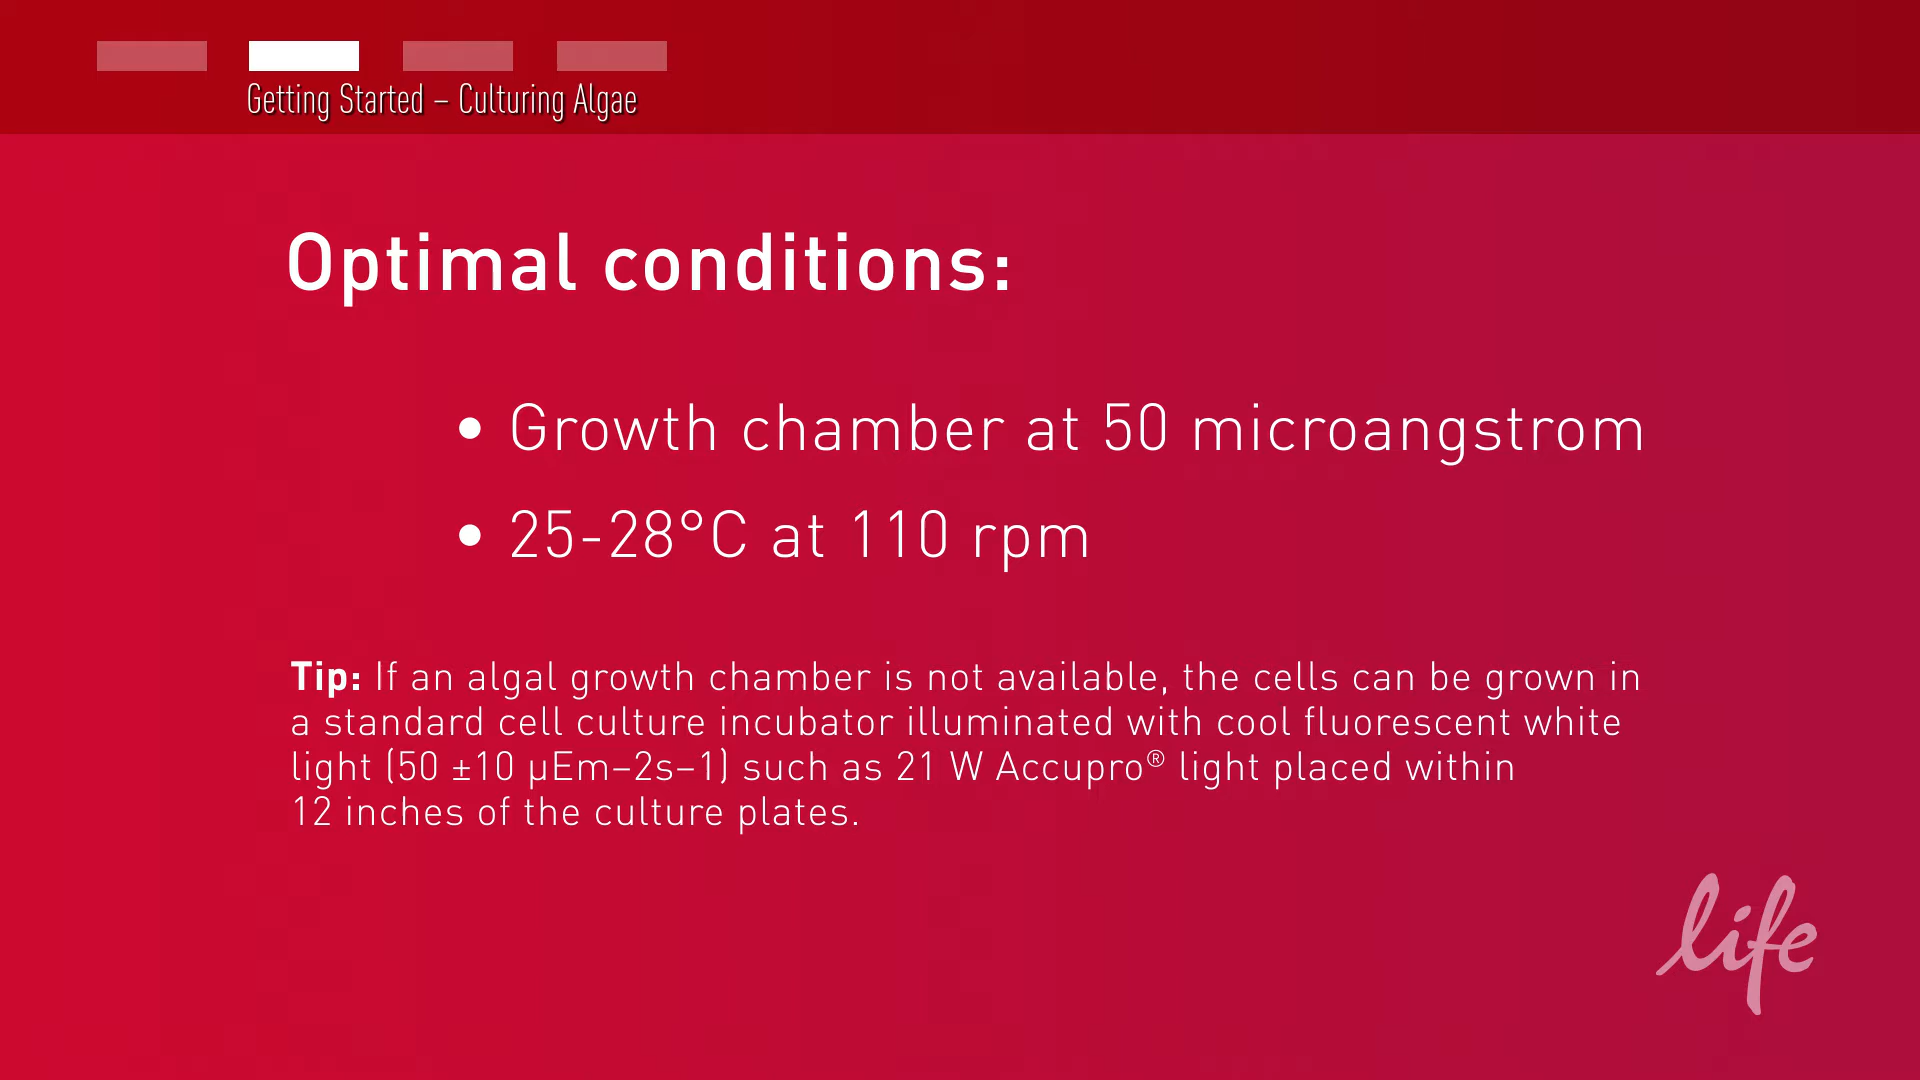 Getting Started – Culturing Algae
Optimal conditions:
• Growth chamber at 50 microangstrom
• 25-28°C at 110 rpm
Tip: If an algal growth chamber is not available, the cells can be grown in
a standard cell culture incubator illuminated with cool fluorescent white
light (50 ±10 µEm–2s–1) such as 21 W Accupro® light placed within
12 inches of the culture plates.
life